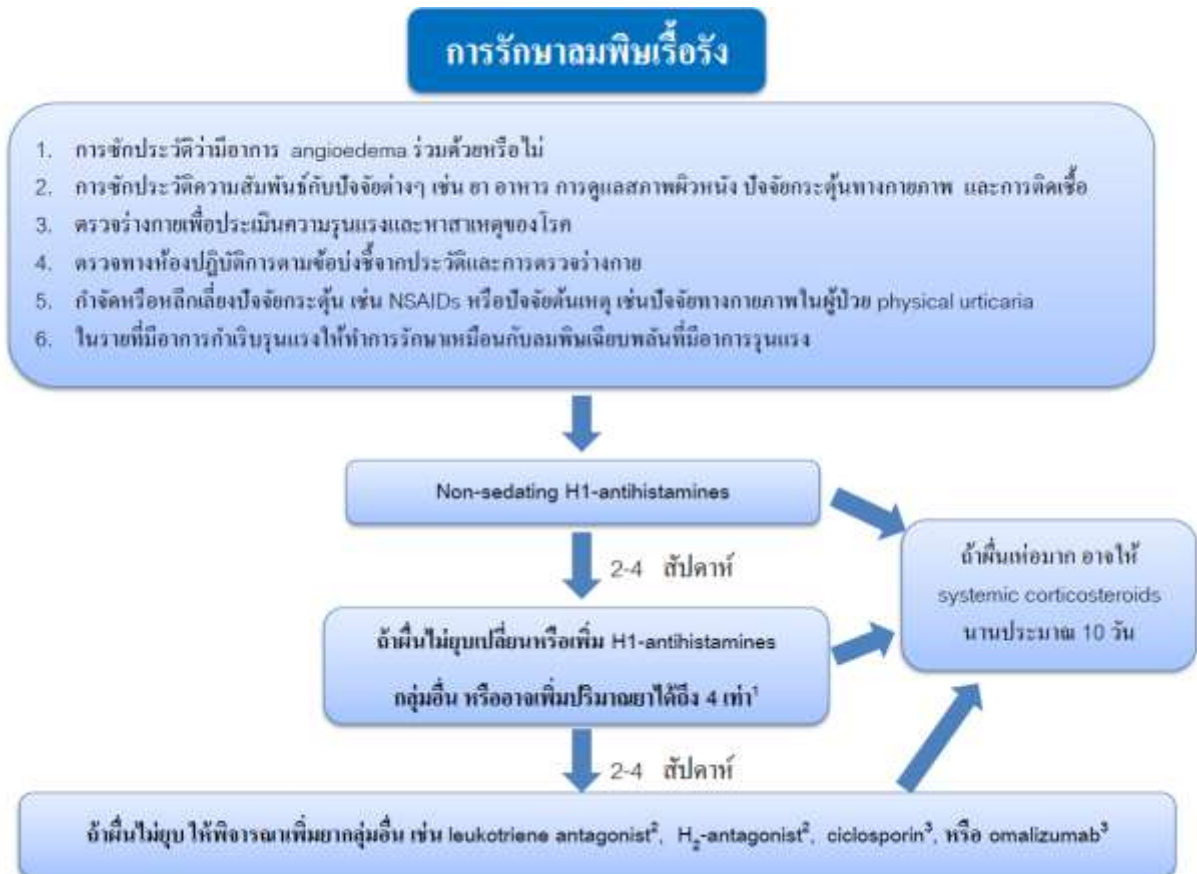 การรักษาลมพิษเรื้อรัง
1. การซักประวัติว่ามีอาการ angioedema ร่วมด้วยหรือไม่
2. การซักประวัติความสัมพันธ์กับปัจจัยต่างๆ เช่น ยา อาหาร การดูแลสภาพผิวหนัง ปัจจัยกระตุ้นทางกายภาพ และการติดเชื้อ
3. ตรวจร่างกายเพื่อประเมินความรุนแรงและหาสาเหตุของโรค
4. ตรวจทางห้องปฏิบัติการตามข้อบ่งชี้จากประวัติและการตรวจร่างกาย
5. กำจัดหรือหลีกเลี่ยงปัจจัยกระตุ้น เช่น NSAIDs หรือปัจจัยต้นเหตุ เช่นปัจจัยทางกายภาพในผู้ป่วย physical urticaria
6. ในรายที่มีอาการกำเริบรุนแรงให้ทำการรักษาเหมือนกับลมพิษเฉียบพลันที่มีอาการรุนแรง
Non-sedating H1-antihistamines
2-4 สัปดาห์
ถ้าผื่นเห่อมาก อาจให้
systemic corticosteroids
นานประมาณ 10 วัน
ถ้าผื่นไม่ยุบเปลี่ยนหรือเพิ่ม H1-antihistamines
กลุ่มอื่น หรืออาจเพิ่มปริมาณยาได้ถึง 4 เท่า¹
2-4 สัปดาห์
ถ้าผื่นไม่ยุบ ให้พิจารณาเพิ่มยากลุ่มอื่น เช่น leukotriene antagonist², H₂-antagonist², ciclosporin³, หรือ omalizumab³